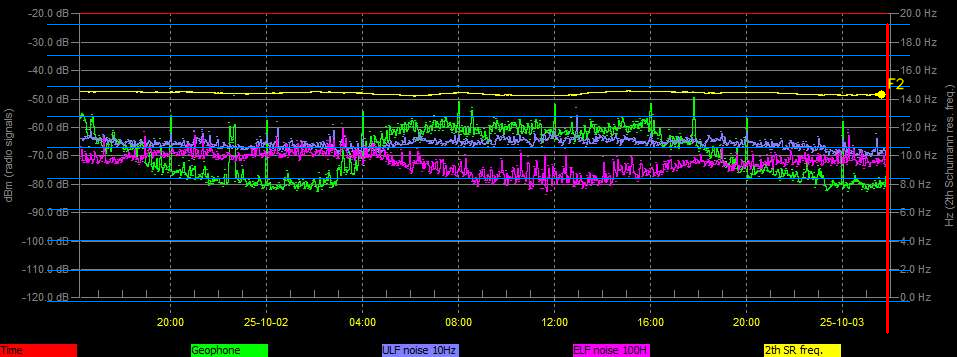 -20.0 dB 20.0 Hz
-30.0 dB 18.0 Hz
-40.0 dB 16.0 Hz
F2
-50.0 dB 14.0 Hz
-60.0 dB 12.0 Hz
-70.0 dB 10.0 Hz
-80.0 dB 8.0 Hz
-90.0 dB 6.0 Hz
-100.0 dB 4.0 Hz
-110.0 dB 2.0 Hz
-120.0 dB 0.0 Hz
dBm (radio signals)
Hz (2th Schumann res. freq.)
20:00 25-10-02 04:00 08:00 12:00 16:00 20:00 25-10-03
Time Geophone ULF noise 10Hz ELF noise 100H 2th SR freq.